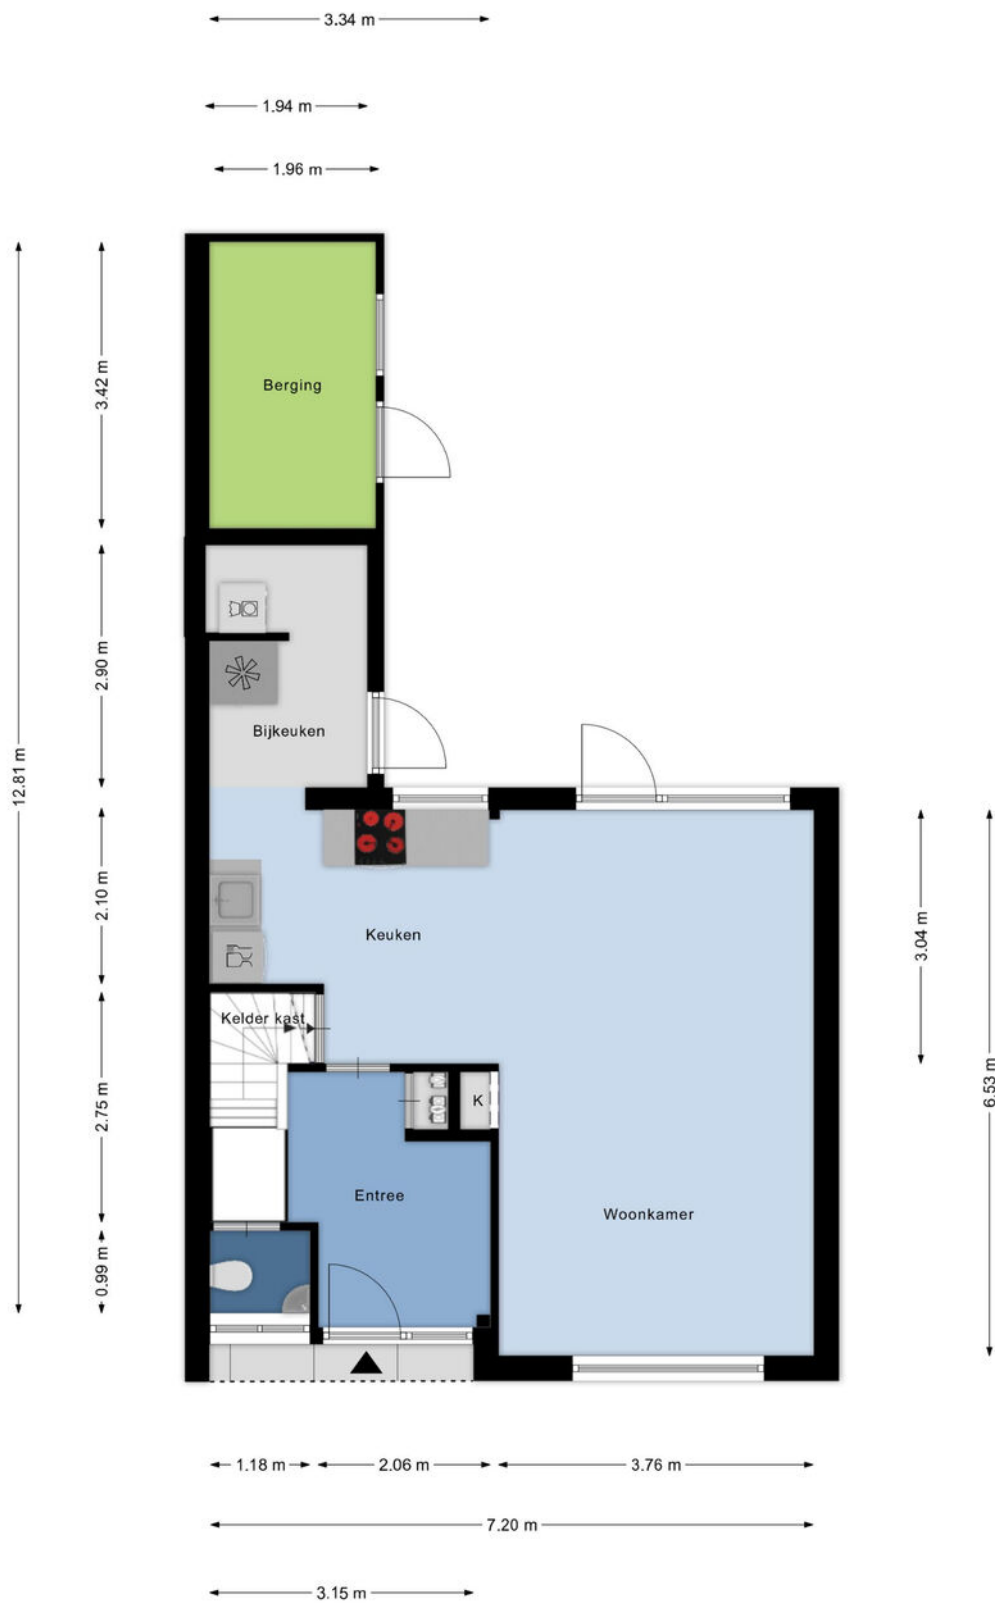 3.34 m
1.94 m
1.96 m
3.42 m
Berging
2.90 m
Bijkeuken
12.81 m
2.10 m
Keuken
3.04 m
Kelder kast
6.53 m
2.75 m
K
Entree
Woonkamer
0.99 m
1.18 m
2.06 m
3.76 m
7.20 m
3.15 m